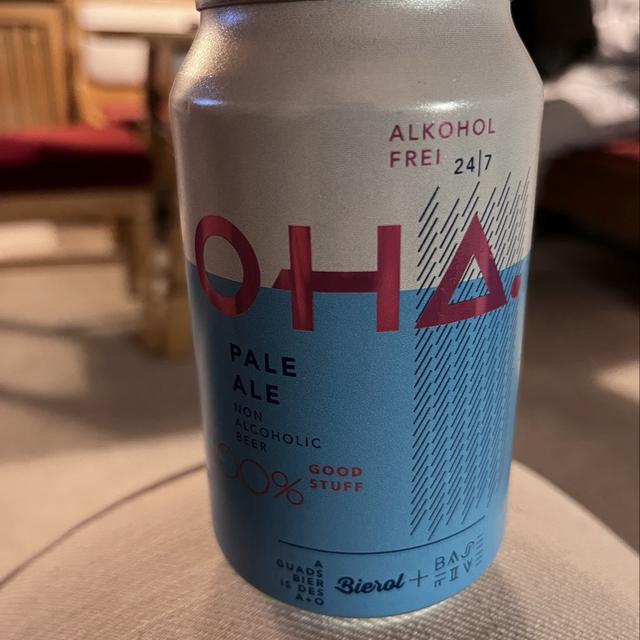 ALKOHOL
FREI 24|7
OHA.
PALE
ALE
NON
ALCOHOLIC
BEER
GOOD
STUFF
A
GUADS
BIER
IS DES
A+O
Bierol + BASE
FIVE